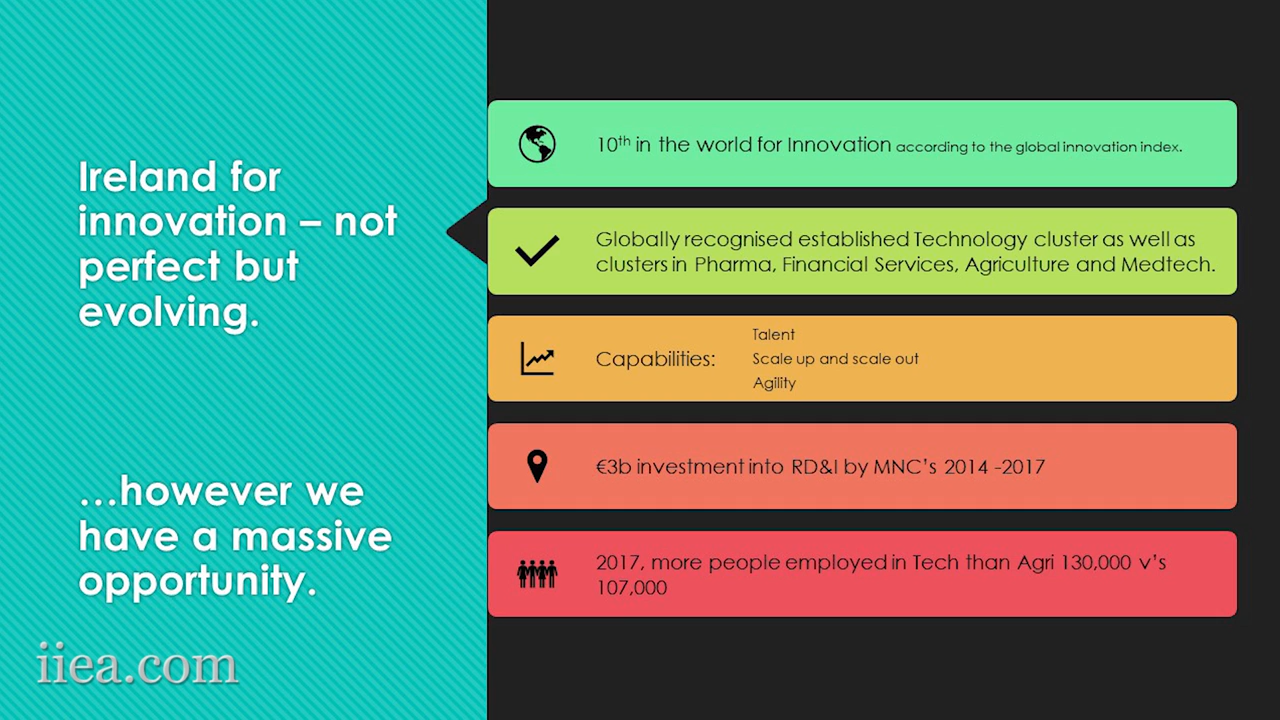 Ireland for
innovation – not
perfect but
evolving.
…however we
have a massive
opportunity.
iiea.com
10th in the world for Innovation according to the global innovation index.
Globally recognised established Technology cluster as well as
clusters in Pharma, Financial Services, Agriculture and Medtech.
Capabilities:
Talent
Scale up and scale out
Agility
€3b investment into RD&I by MNC's 2014 -2017
2017, more people employed in Tech than Agri 130,000 v's
107,000